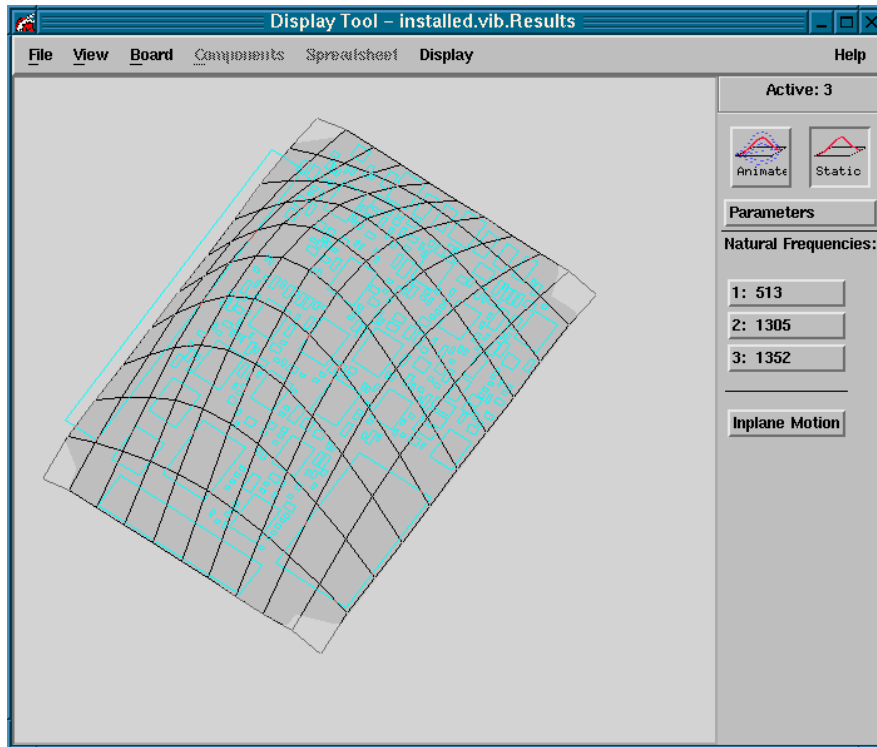 Display Tool – installed.vib.Results
File View Board Components Spreadsheet Display Help
Active: 3
Animate Static
Parameters
Natural Frequencies:
1: 513
2: 1305
3: 1352
Inplane Motion